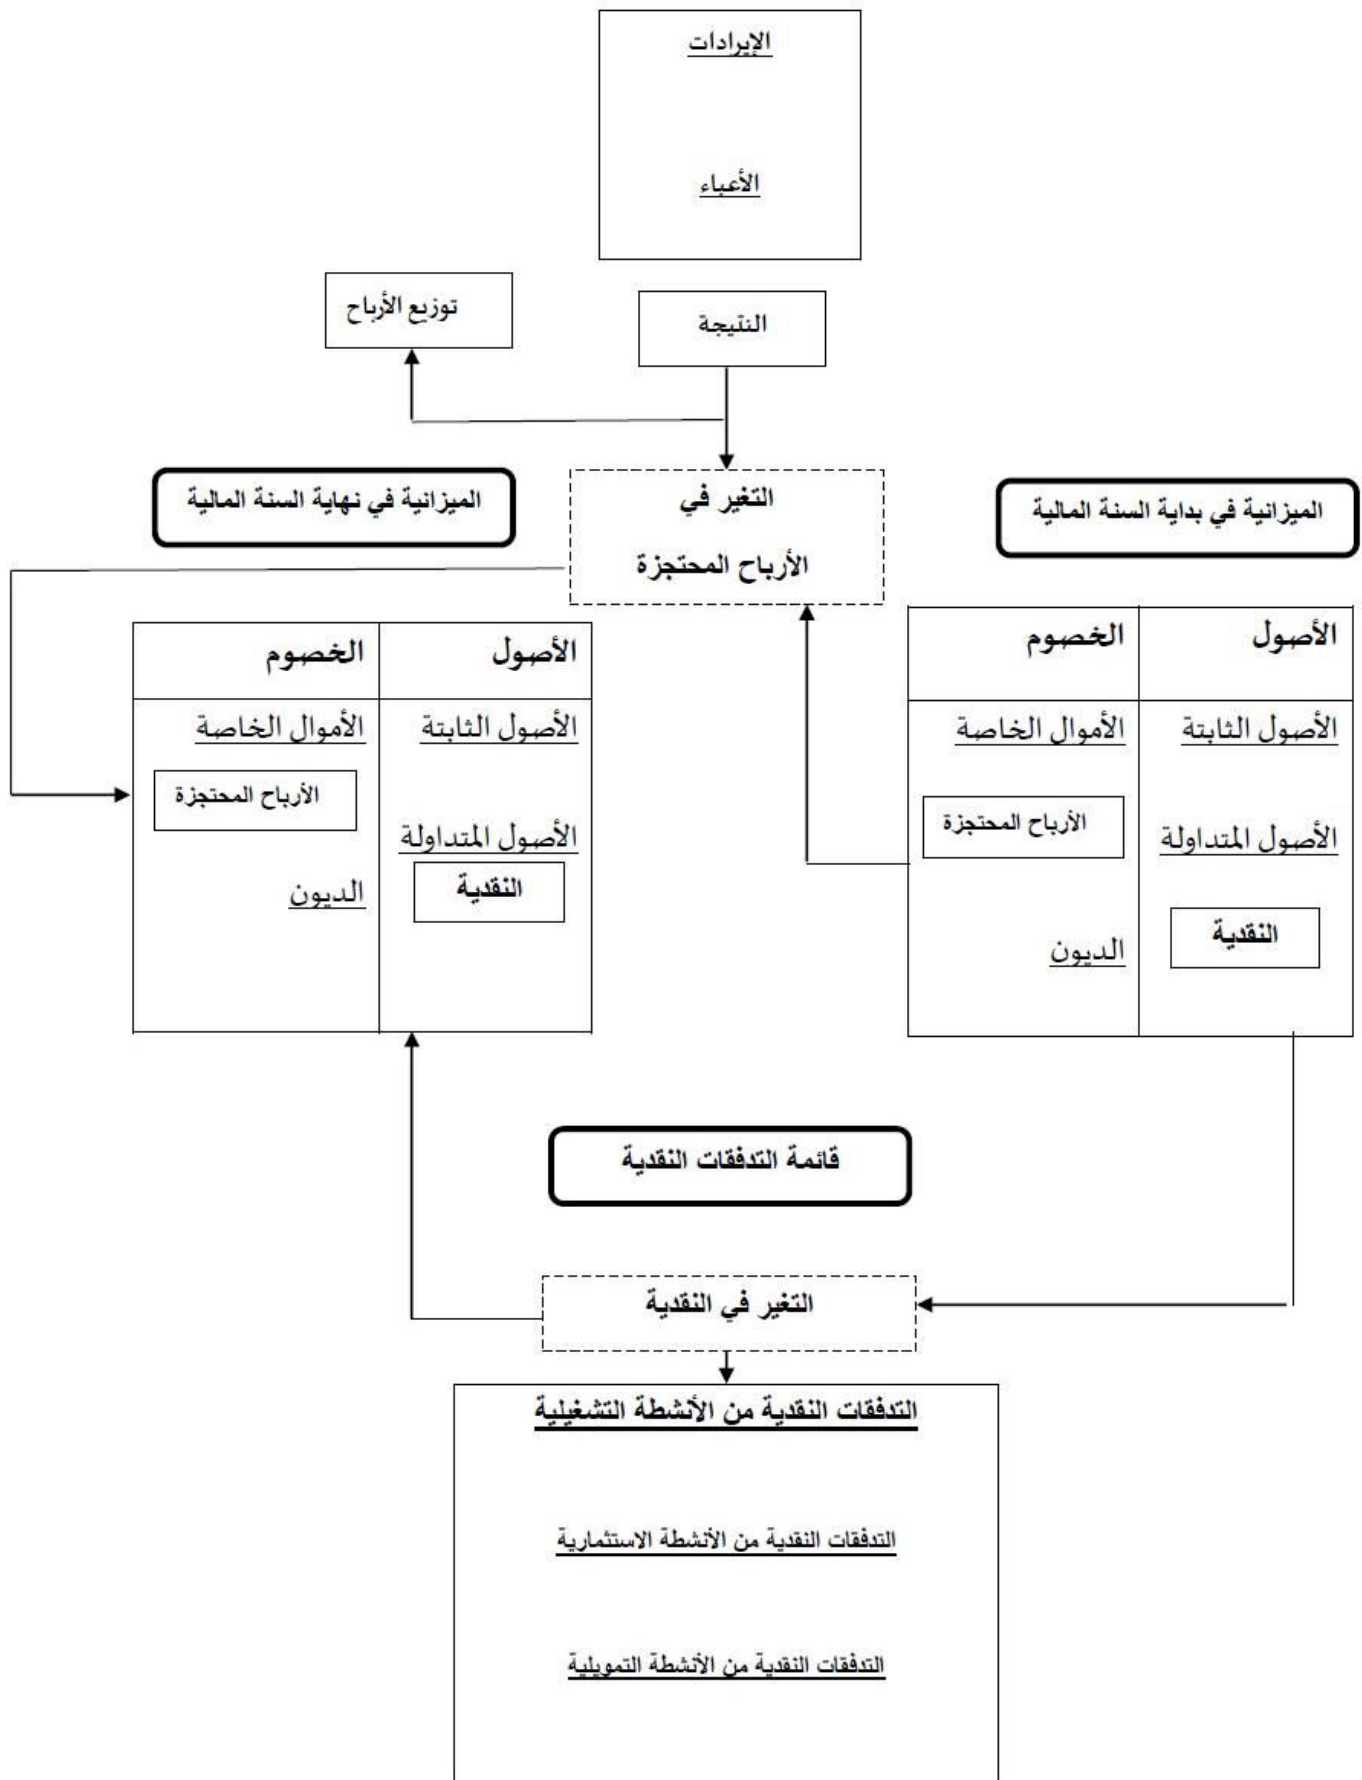 الإيرادات
الأعباء
النتيجة
توزيع الأرباح
التغير في
الأرباح المحتجزة
الميزانية في بداية السنة المالية
الميزانية في نهاية السنة المالية
الأصول
الخصوم
الأصول الثابتة
الأموال الخاصة
الأرباح المحتجزة
الأصول المتداولة
النقدية
الديون
الأصول
الخصوم
الأصول الثابتة
الأموال الخاصة
الأرباح المحتجزة
الأصول المتداولة
النقدية
الديون
قائمة التدفقات النقدية
التغير في النقدية
التدفقات النقدية من الأنشطة التشغيلية
التدفقات النقدية من الأنشطة الاستثمارية
التدفقات النقدية من الأنشطة التمويلية